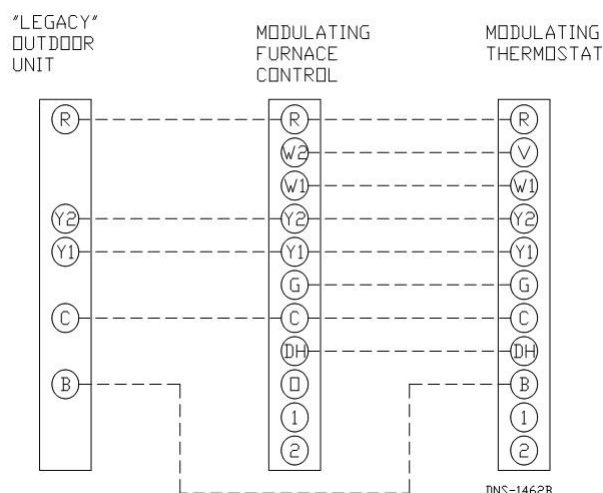 "LEGACY"
OUTDOOR
UNIT
MODULATING
FURNACE
CONTROL
MODULATING
THERMOSTAT
R R R
W2 V
W1 W1
Y2 Y2 Y2
Y1 Y1 Y1
G G
C C C
DH DH
B O B
1 1
2 2
DNS-1462B